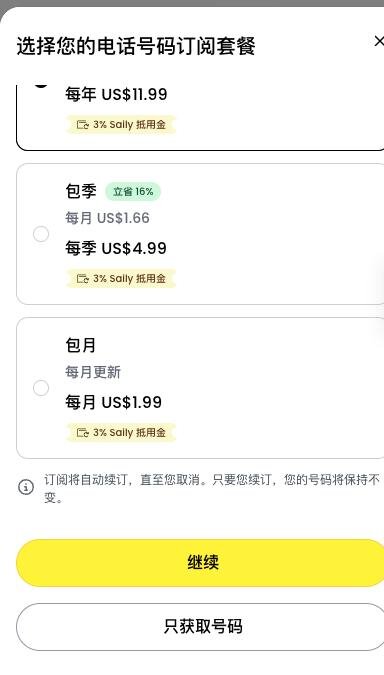 选择您的电话号码订阅套餐
每年 US$11.99
3% Saily 抵用金
包季 立省 16%
每月 US$1.66
每季 US$4.99
3% Saily 抵用金
包月
每月更新
每月 US$1.99
3% Saily 抵用金
订阅将自动续订，直至您取消。只要您续订，您的号码将保持不
变。
继续
只获取号码